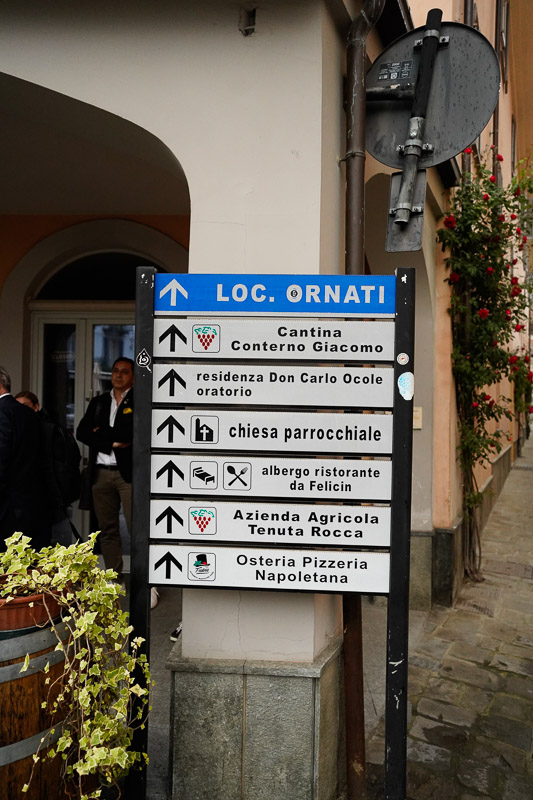 LOC. ORNATI
Cantina
Conterno Giacomo
residenza Don Carlo Ocole
oratorio
chiesa parrocchiale
albergo ristorante
da Felicin
Azienda Agricola
Tenuta Rocca
Osteria Pizzeria
Napoletana